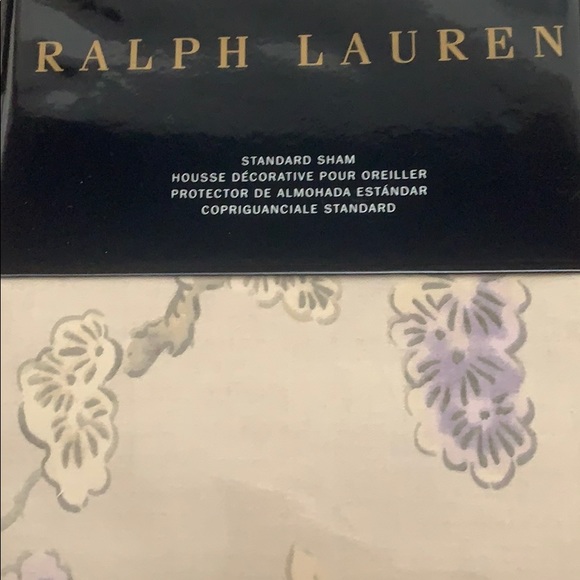 RALPH LAUREN
STANDARD SHAM
HOUSSE DÉCORATIVE POUR OREILLER
PROTECTOR DE ALMOHADA ESTÁNDAR
COPRIGUANCIALE STANDARD